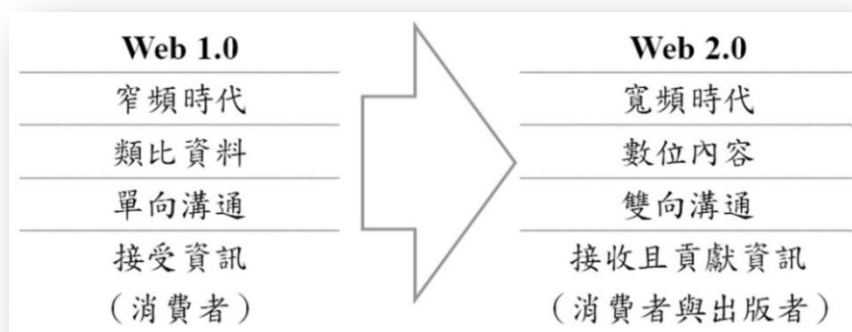 Web 1.0
窄頻時代
類比資料
單向溝通
接受資訊
（消費者）
Web 2.0
寬頻時代
數位內容
雙向溝通
接收且貢獻資訊
（消費者與出版者）